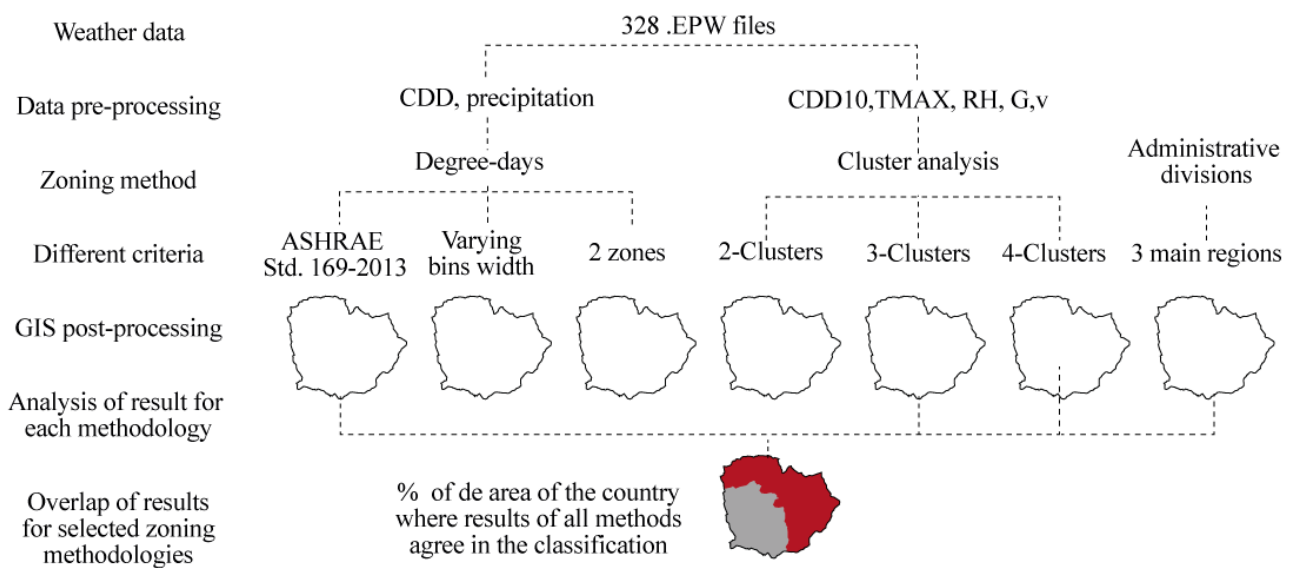 Weather data
328 .EPW files
Data pre-processing
CDD, precipitation
CDD10,TMAX, RH, G,v
Zoning method
Degree-days
Cluster analysis
Administrative
divisions
Different criteria
ASHRAE
Std. 169-2013
Varying
bins width
2 zones
2-Clusters
3-Clusters
4-Clusters
3 main regions
GIS post-processing
Analysis of result for
each methodology
Overlap of results
for selected zoning
methodologies
% of de area of the country
where results of all methods
agree in the classification